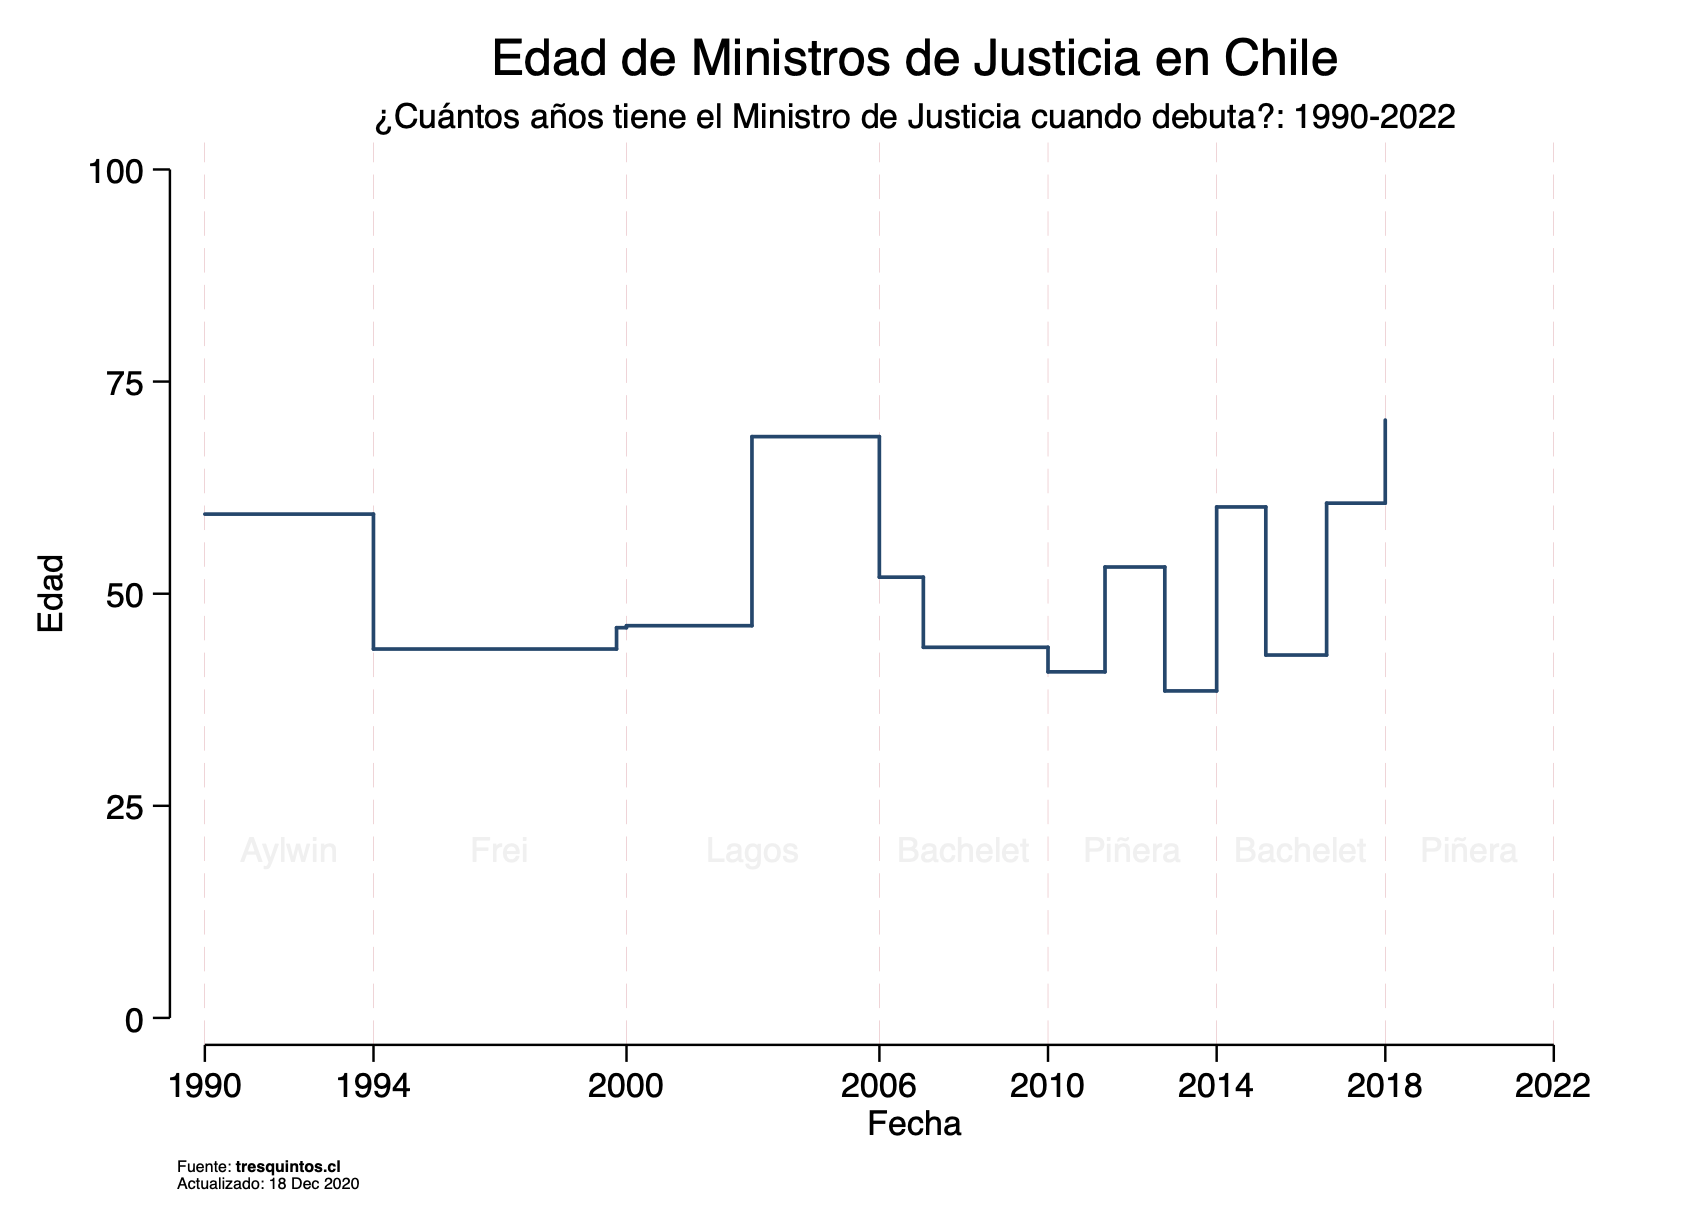 Edad de Ministros de Justicia en Chile
¿Cuántos años tiene el Ministro de Justicia cuando debuta?: 1990-2022
100
75
50
25
0
Edad
Aylwin Frei Lagos Bachelet Piñera Bachelet Piñera
1990 1994 2000 2006 2010 2014 2018 2022
Fecha
Fuente: tresquintos.cl
Actualizado: 18 Dec 2020